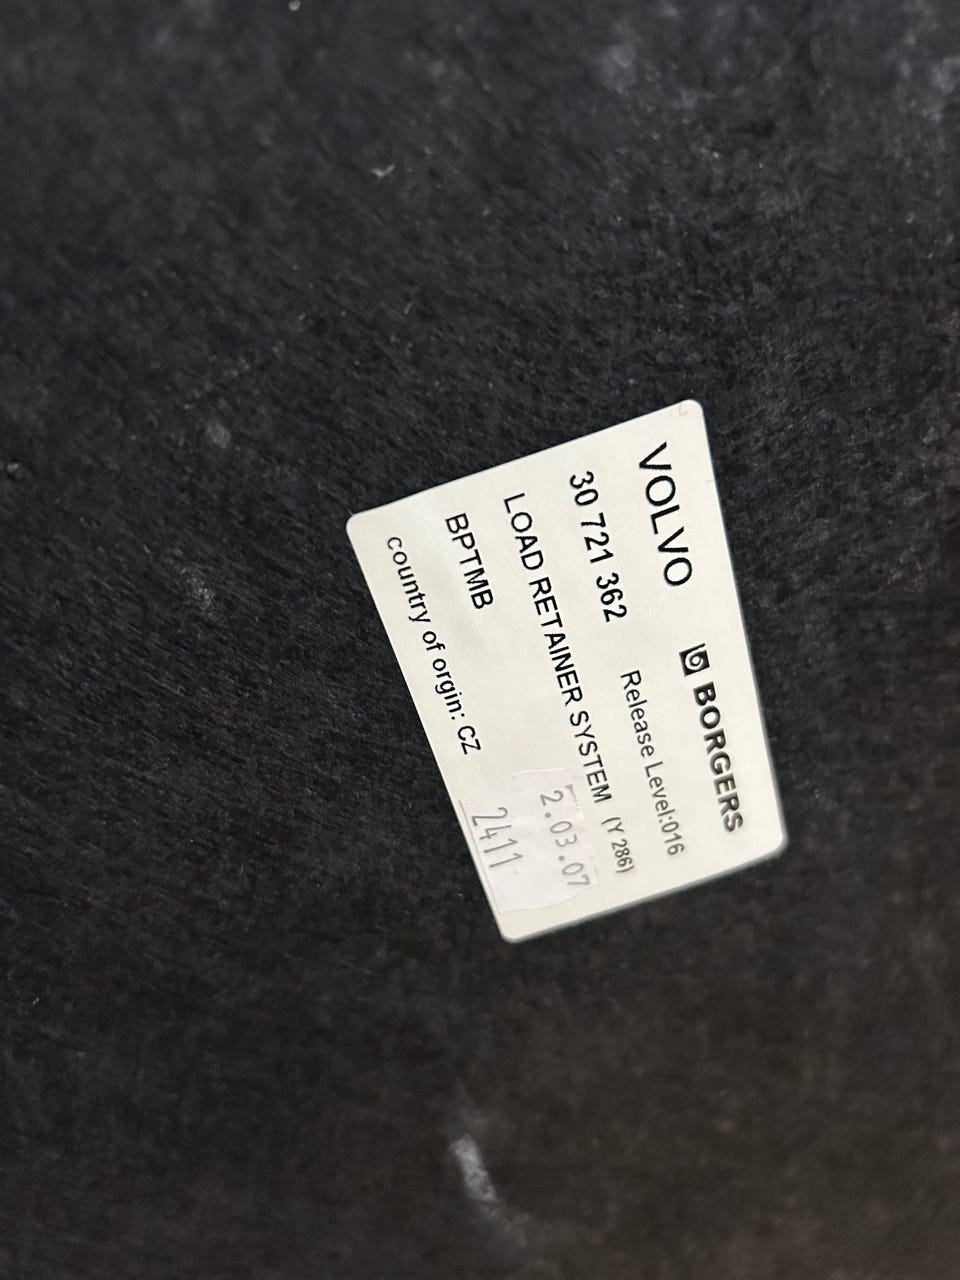 VOLVO BORGERS
30 721 362 Release Level:016
LOAD RETAINER SYSTEM (Y 286)
BPTMB 2.03.07
country of orgin: CZ 2411